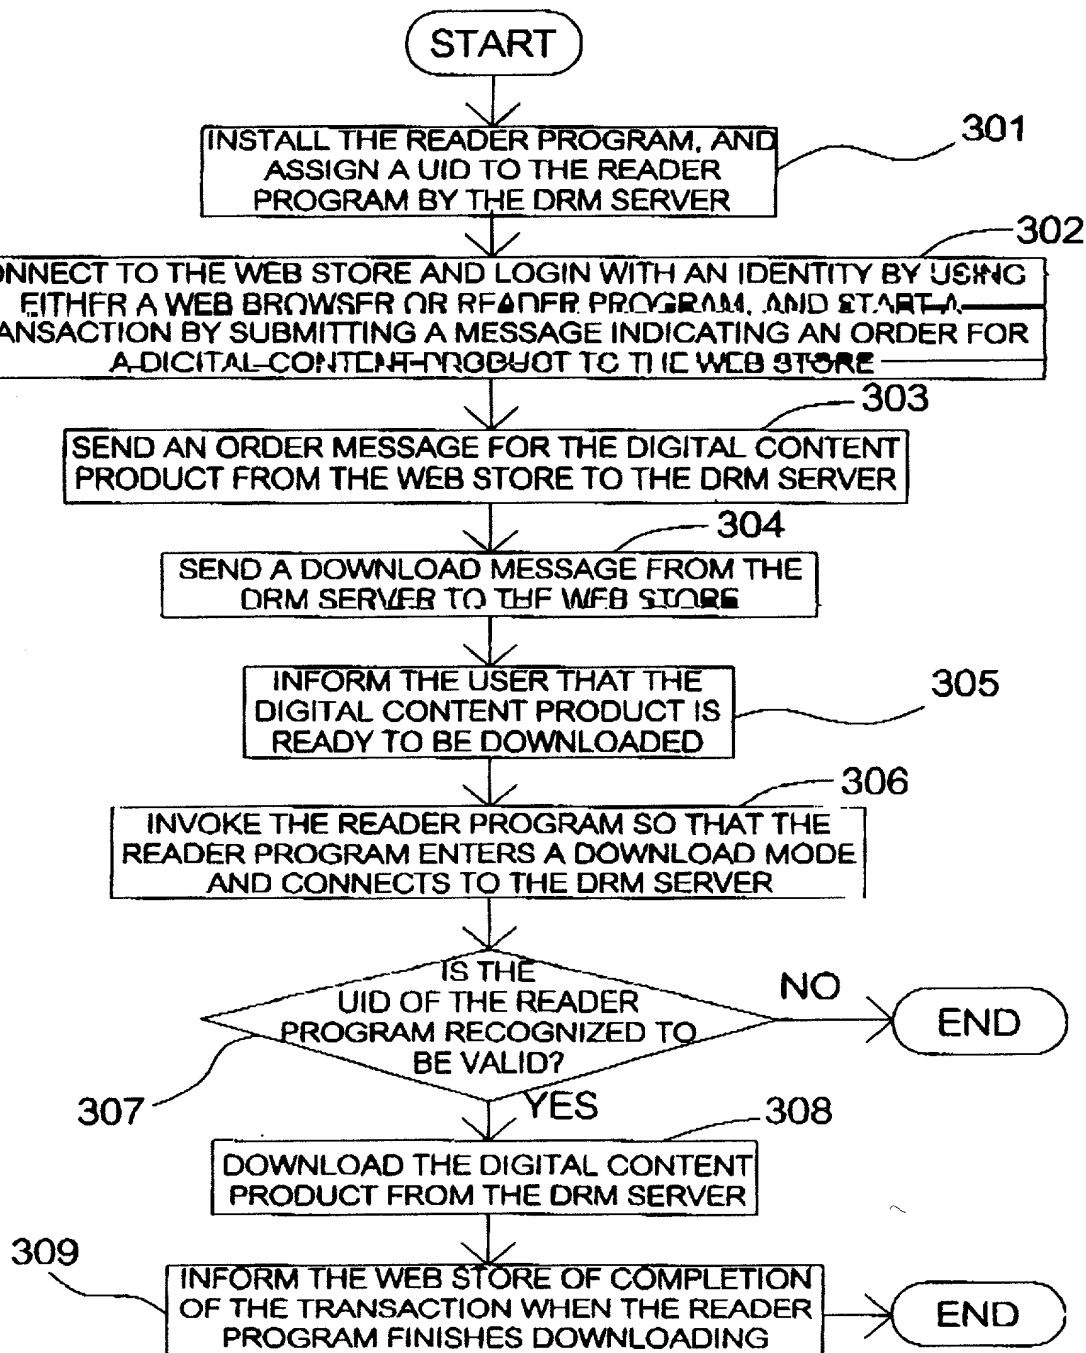 START
INSTALL THE READER PROGRAM, AND
ASSIGN A UID TO THE READER
PROGRAM BY THE DRM SERVER
301
302
ONNECT TO THE WEB STORE AND LOGIN WITH AN IDENTITY BY USING
EITHER A WEB BROWSER OR READER PROGRAM, AND START A
ANSACTION BY SUBMITTING A MESSAGE INDICATING AN ORDER FOR
A DIGITAL CONTENT PRODUCT TO THE WEB STORE
303
SEND AN ORDER MESSAGE FOR THE DIGITAL CONTENT
PRODUCT FROM THE WEB STORE TO THE DRM SERVER
304
SEND A DOWNLOAD MESSAGE FROM THE
DRM SERVER TO THE WEB STORE
INFORM THE USER THAT THE
DIGITAL CONTENT PRODUCT IS
READY TO BE DOWNLOADED
305
306
INVOKE THE READER PROGRAM SO THAT THE
READER PROGRAM ENTERS A DOWNLOAD MODE
AND CONNECTS TO THE DRM SERVER
IS THE
UID OF THE READER
PROGRAM RECOGNIZED TO
BE VALID?
NO
END
307
YES
308
DOWNLOAD THE DIGITAL CONTENT
PRODUCT FROM THE DRM SERVER
309
INFORM THE WEB STORE OF COMPLETION
OF THE TRANSACTION WHEN THE READER
PROGRAM FINISHES DOWNLOADING
END